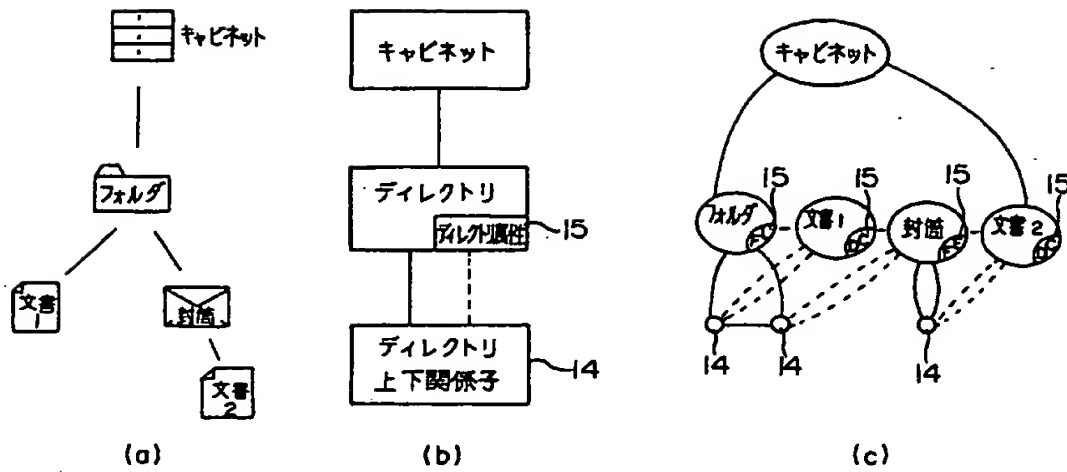 キャビネット
フォルダ
文書
1
封筒
文書
2
(a)
キャビネット
ディレクトリ
ディレクトリ属性
15
ディレクトリ
上下関係子
14
(b)
キャビネット
15
15
15
15
フォルダ
文書1
封筒
文書2
14
14
14
(c)